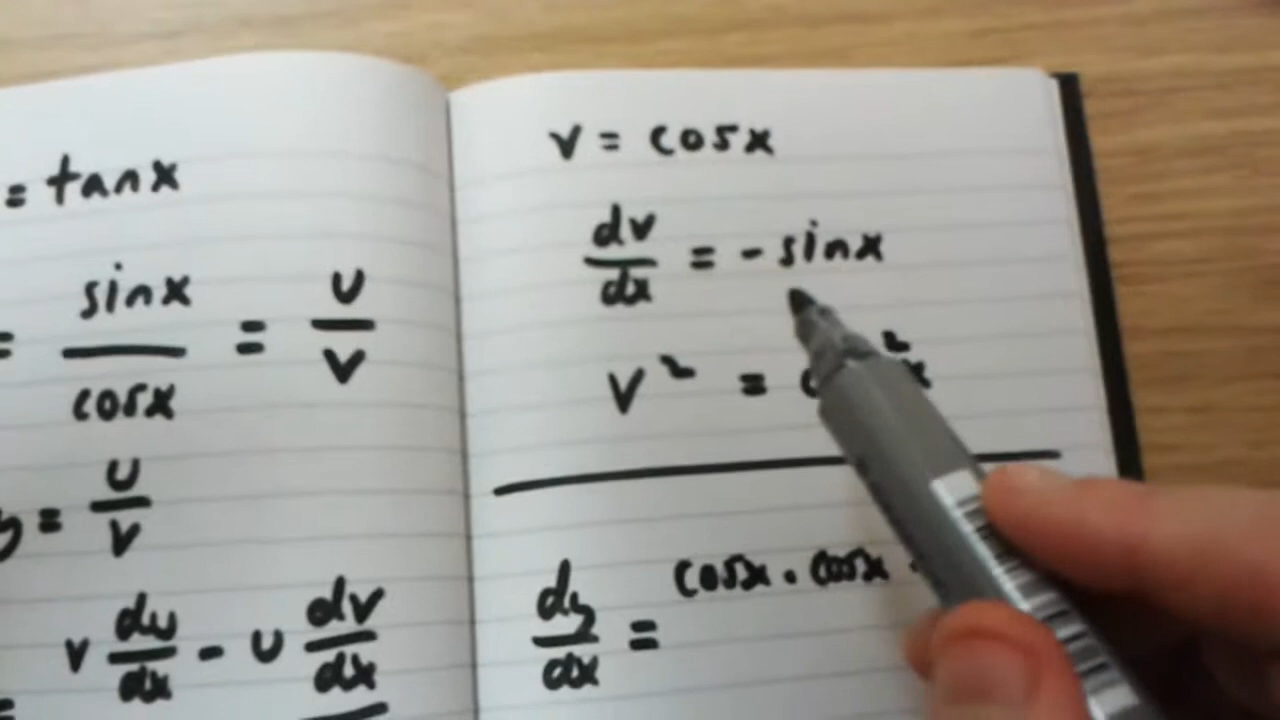 = tanx
= sinx / cosx = u / v
y = u / v
v du/dx - u dv/dx
v = cosx
dv/dx = - sinx
v² =
dy/dx = cosx . cosx